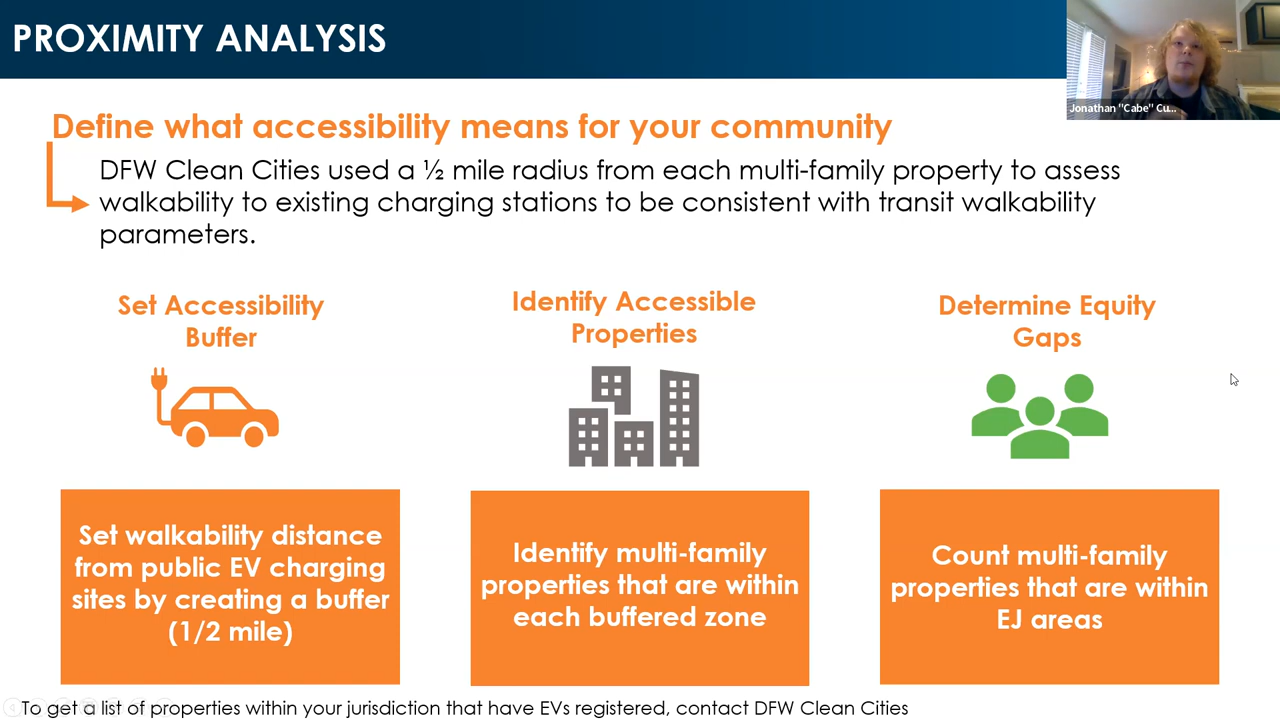 PROXIMITY ANALYSIS
Jonathan "Cabe" Cu...
Define what accessibility means for your community
DFW Clean Cities used a ½ mile radius from each multi-family property to assess
walkability to existing charging stations to be consistent with transit walkability
parameters.
Set Accessibility
Buffer
Identify Accessible
Properties
Determine Equity
Gaps
Set walkability distance
from public EV charging
sites by creating a buffer
(1/2 mile)
Identify multi-family
properties that are within
each buffered zone
Count multi-family
properties that are within
EJ areas
To get a list of properties within your jurisdiction that have EVs registered, contact DFW Clean Cities